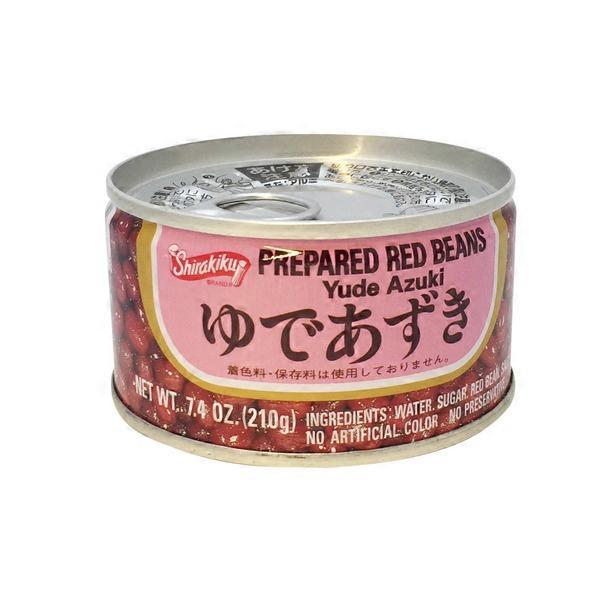 Shirakiku
BRAND
PREPARED RED BEANS
Yude Azuki
ゆであずき
着色料・保存料は使用しておりません。
NET WT. 7.4 OZ. (210g)
INGREDIENTS: WATER, SUGAR, RED BEAN,
NO ARTIFICIAL COLOR NO